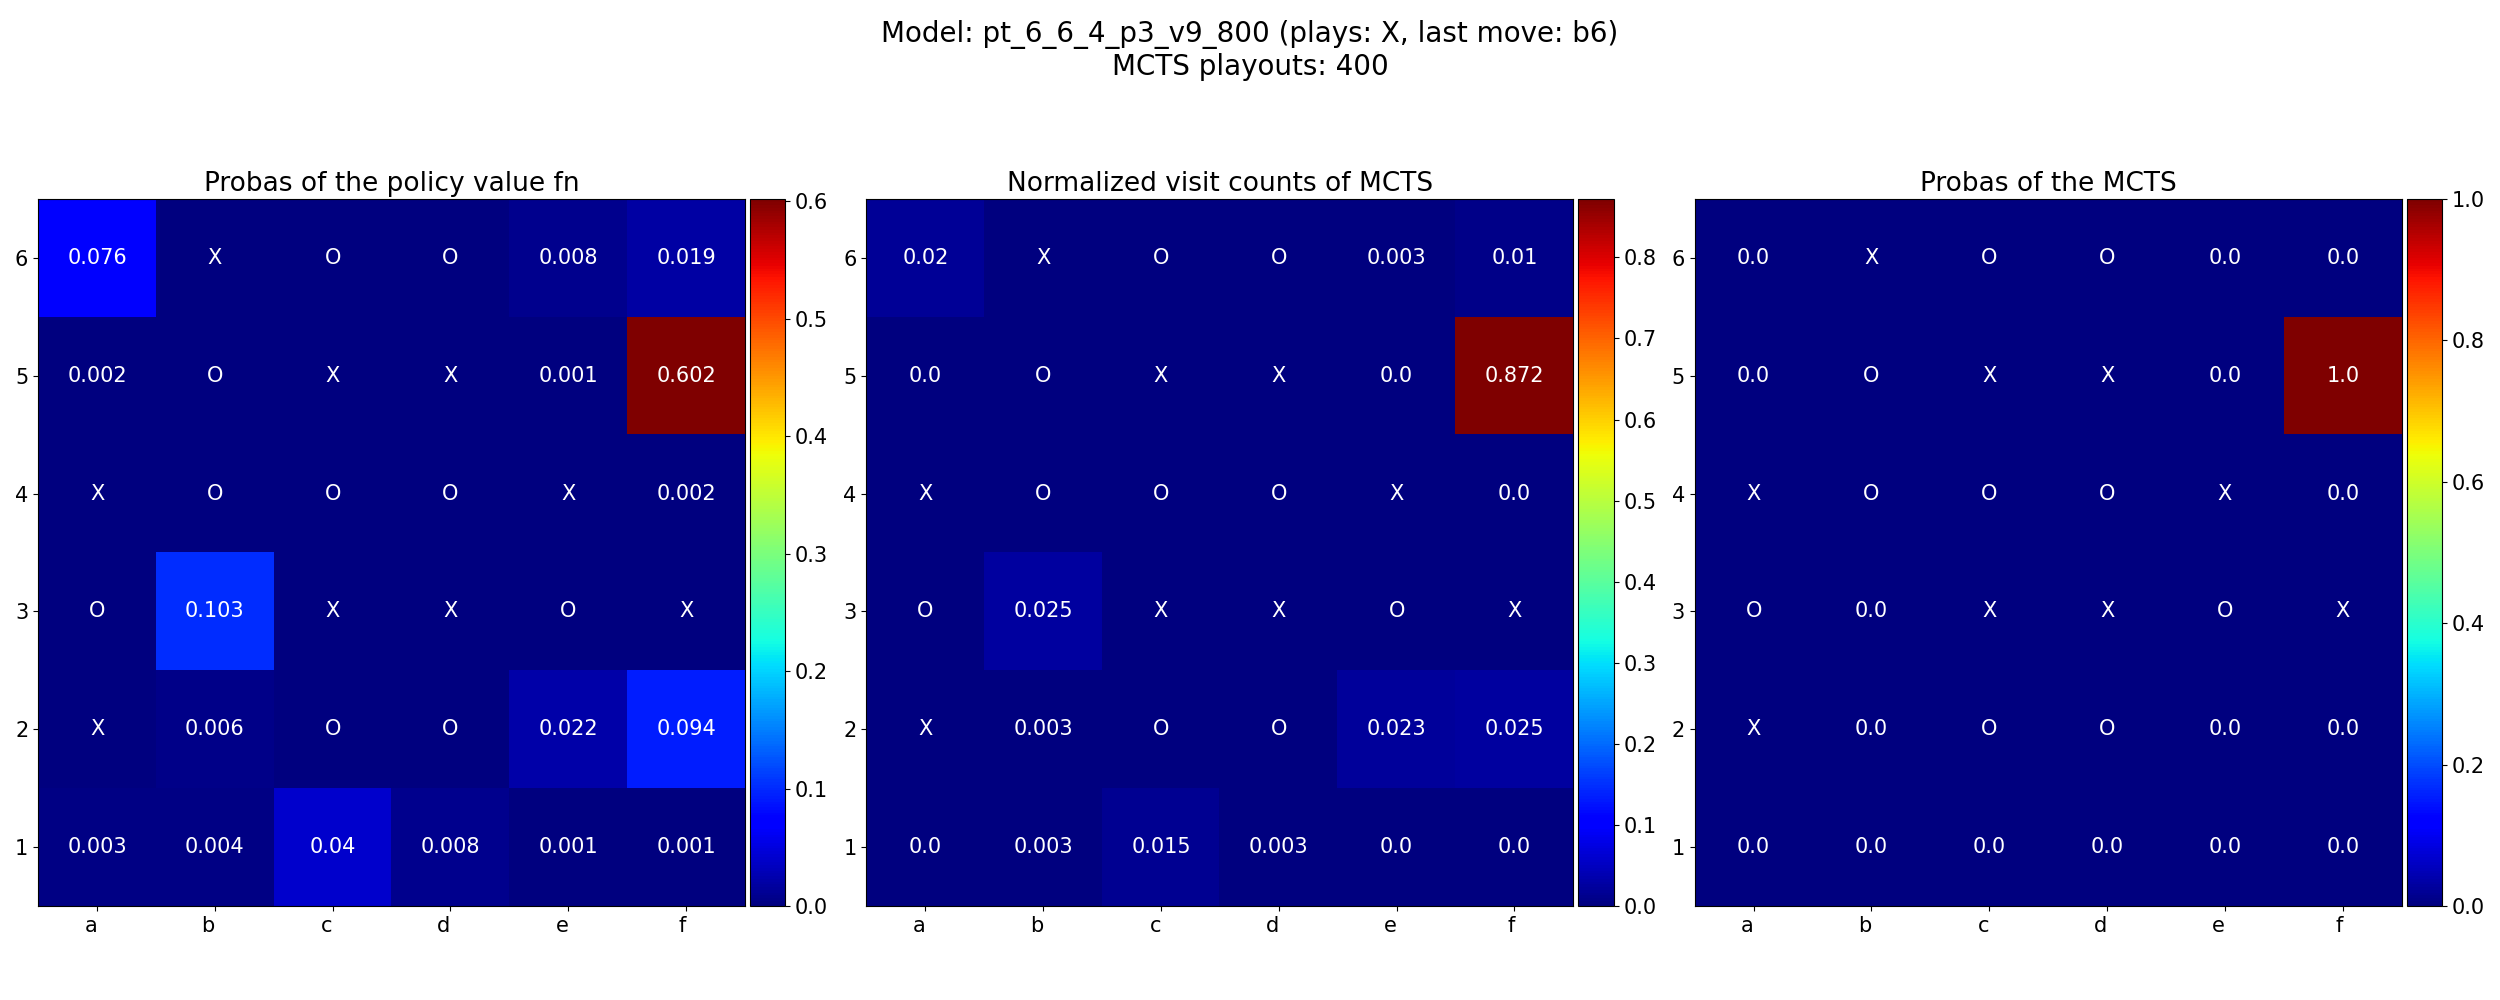 Model: pt_6_6_4_p3_v9_800 (plays: X, last move: b6)
MCTS playouts: 400
Probas of the policy value fn
6 0.076 X O O 0.008 0.019
5 0.002 O X X 0.001 0.602
4 X O O O X 0.002
3 O 0.103 X X O X
2 X 0.006 O O 0.022 0.094
1 0.003 0.004 0.04 0.008 0.001 0.001
a b c d e f
0.6
0.5
0.4
0.3
0.2
0.1
0.0
Normalized visit counts of MCTS
6 0.02 X O O 0.003 0.01
5 0.0 O X X 0.0 0.872
4 X O O O X 0.0
3 O 0.025 X X O X
2 X 0.003 O O 0.023 0.025
1 0.0 0.003 0.015 0.003 0.0 0.0
a b c d e f
0.8
0.7
0.6
0.5
0.4
0.3
0.2
0.1
0.0
Probas of the MCTS
6 0.0 X O O 0.0 0.0
5 0.0 O X X 0.0 1.0
4 X O O O X 0.0
3 O 0.0 X X O X
2 X 0.0 O O 0.0 0.0
1 0.0 0.0 0.0 0.0 0.0 0.0
a b c d e f
1.0
0.8
0.6
0.4
0.2
0.0